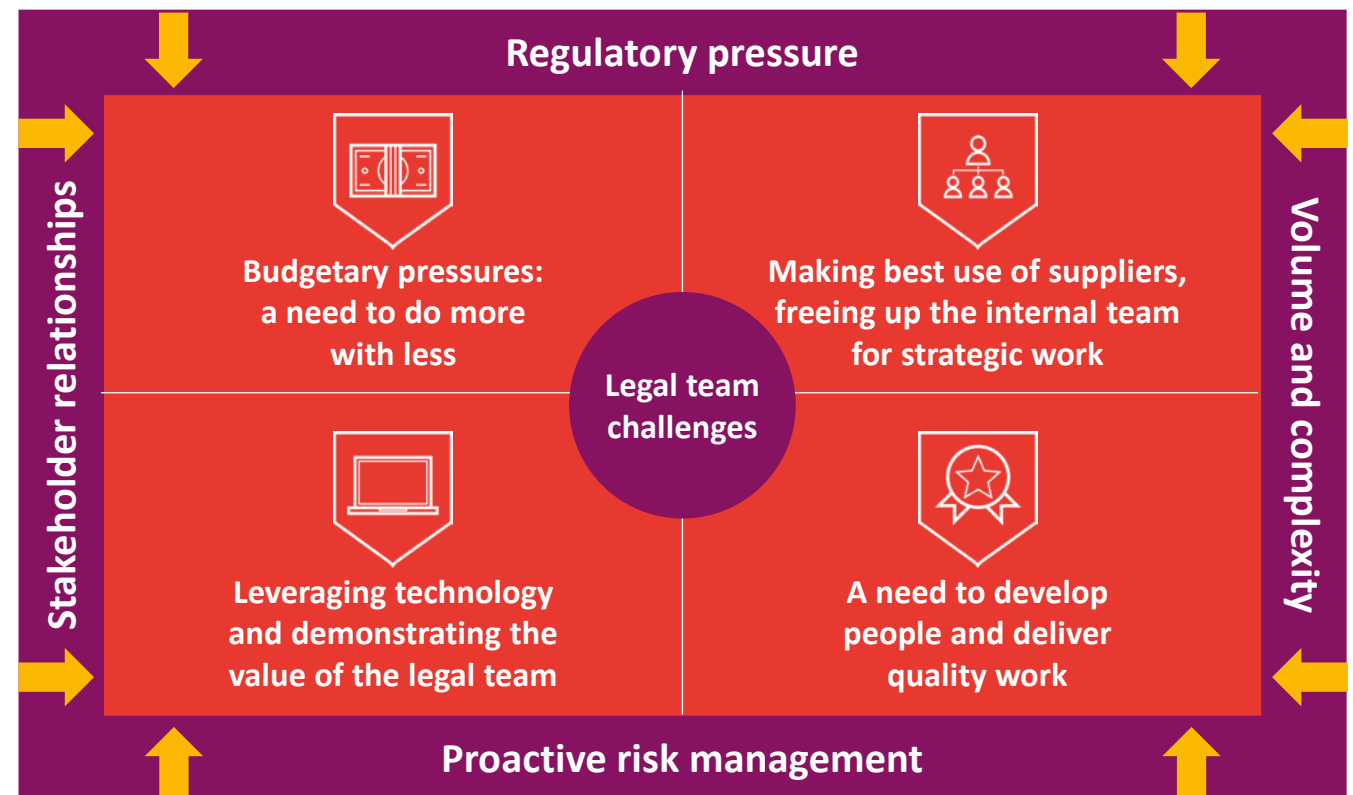 Regulatory pressure
Stakeholder relationships
Budgetary pressures:
a need to do more
with less
Making best use of suppliers,
freeing up the internal team
for strategic work
Legal team
challenges
Volume and complexity
Leveraging technology
and demonstrating the
value of the legal team
A need to develop
people and deliver
quality work
Proactive risk management